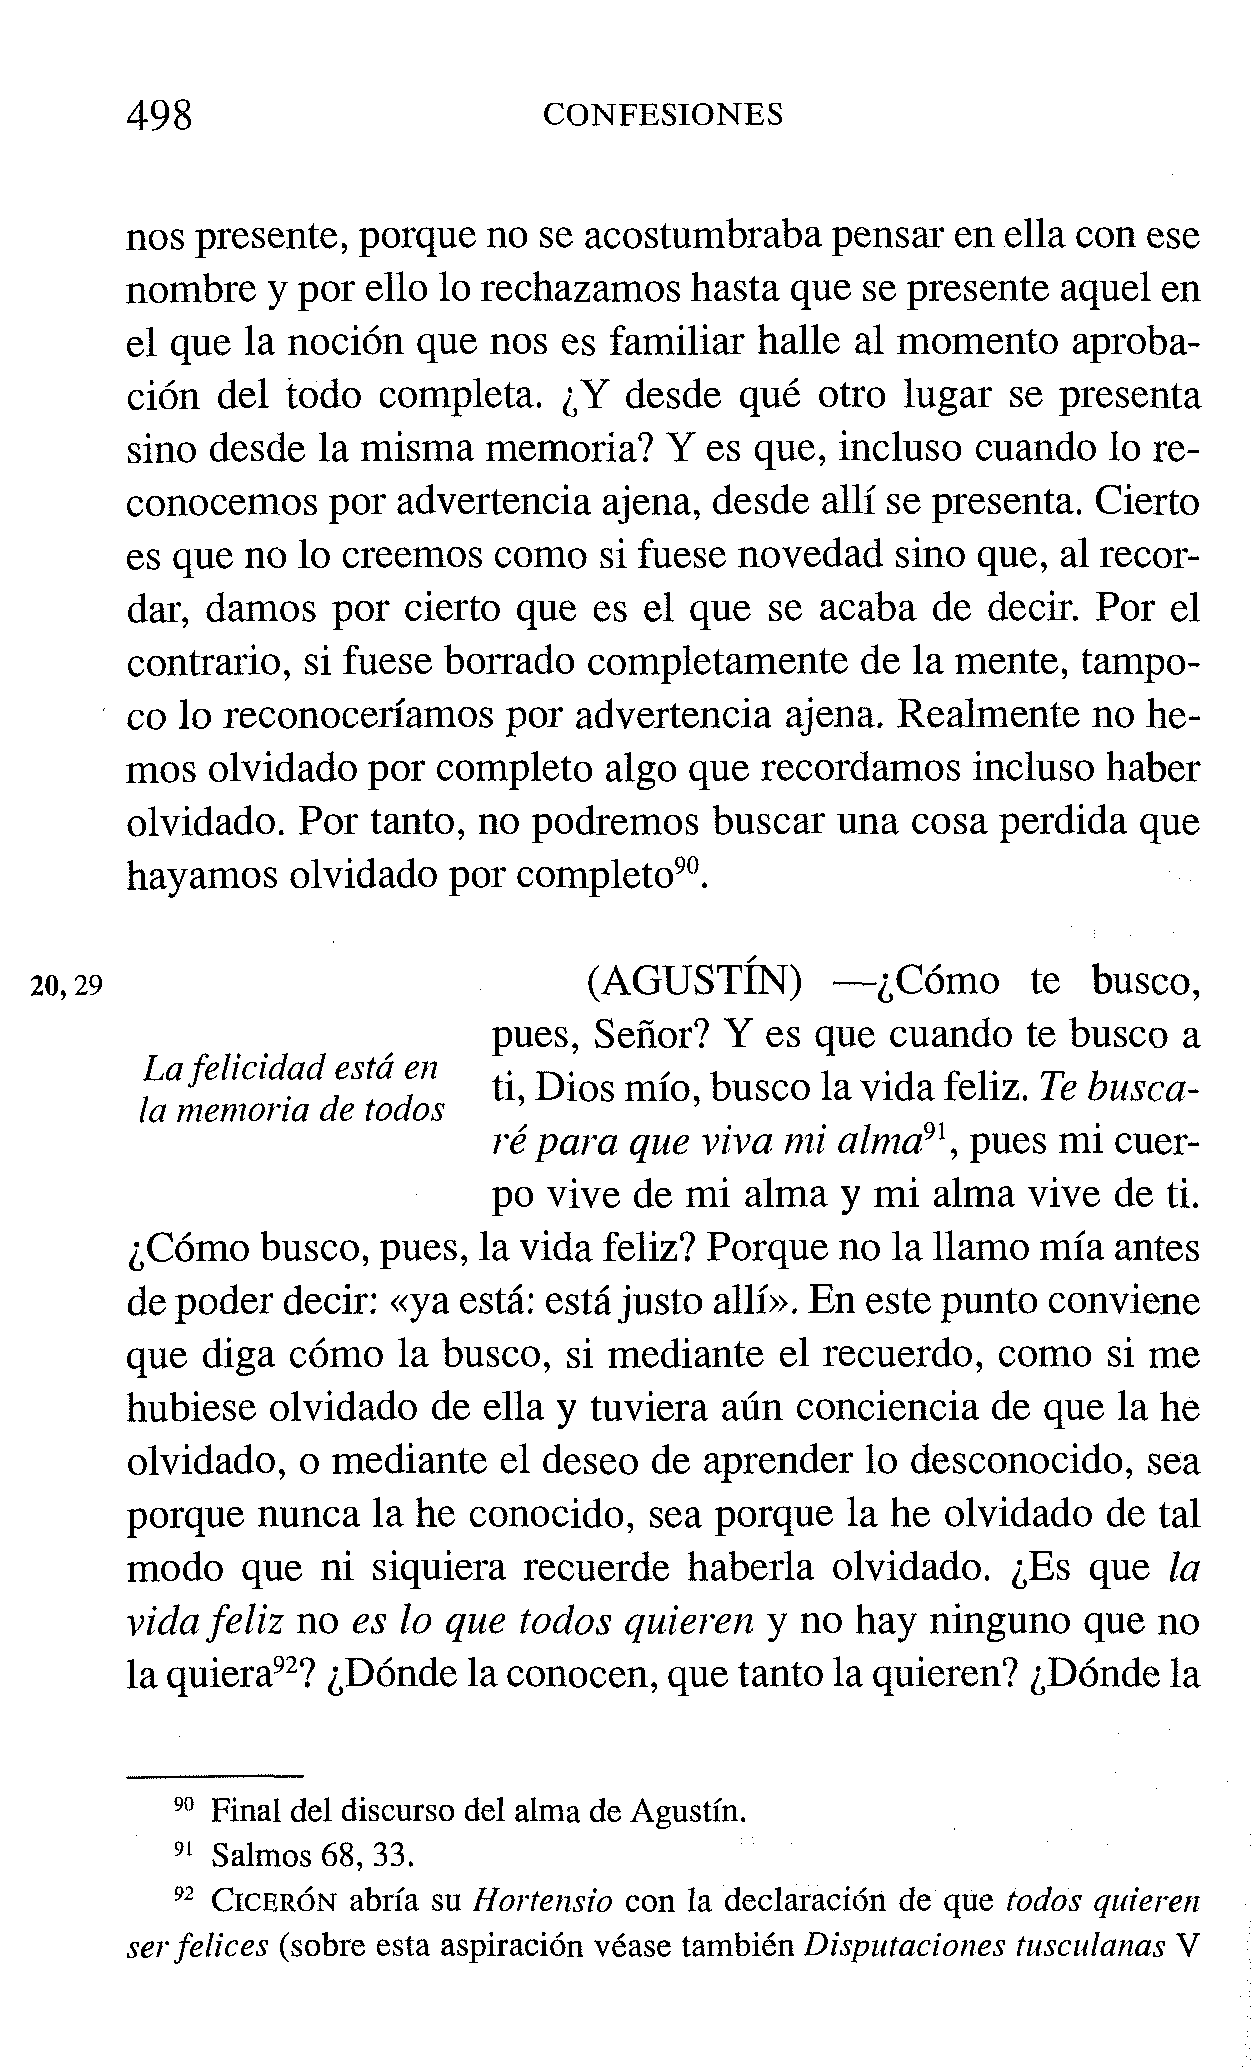 498 CONFESIONES
nos presente, porque no se acostumbraba pensar en ella con ese
nombre y por ello lo rechazamos hasta que se presente aquel en
el que la noción que nos es familiar halle al momento aproba-
ción del todo completa. ¿Y desde qué otro lugar se presenta
sino desde la misma memoria? Y es que, incluso cuando lo re-
conocemos por advertencia ajena, desde allí se presenta. Cierto
es que no lo creemos como si fuese novedad sino que, al recor-
dar, damos por cierto que es el que se acaba de decir. Por el
contrario, si fuese borrado completamente de la mente, tampo-
co lo reconoceríamos por advertencia ajena. Realmente no he-
mos olvidado por completo algo que recordamos incluso haber
olvidado. Por tanto, no podremos buscar una cosa perdida que
hayamos olvidado por completo⁹⁰.
20, 29
La felicidad está en
la memoria de todos
(AGUSTÍN) —¿Cómo te busco,
pues, Señor? Y es que cuando te busco a
ti, Dios mío, busco la vida feliz. Te busca-
ré para que viva mi alma⁹¹, pues mi cuer-
po vive de mi alma y mi alma vive de ti.
¿Cómo busco, pues, la vida feliz? Porque no la llamo mía antes
de poder decir: «ya está: está justo allí». En este punto conviene
que diga cómo la busco, si mediante el recuerdo, como si me
hubiese olvidado de ella y tuviera aún conciencia de que la he
olvidado, o mediante el deseo de aprender lo desconocido, sea
porque nunca la he conocido, sea porque la he olvidado de tal
modo que ni siquiera recuerde haberla olvidado. ¿Es que la
vida feliz no es lo que todos quieren y no hay ninguno que no
la quiera⁹²? ¿Dónde la conocen, que tanto la quieren? ¿Dónde la
⁹⁰ Final del discurso del alma de Agustín.
⁹¹ Salmos 68, 33.
⁹² CICERÓN abría su Hortensio con la declaración de que todos quieren
ser felices (sobre esta aspiración véase también Disputaciones tusculanas V